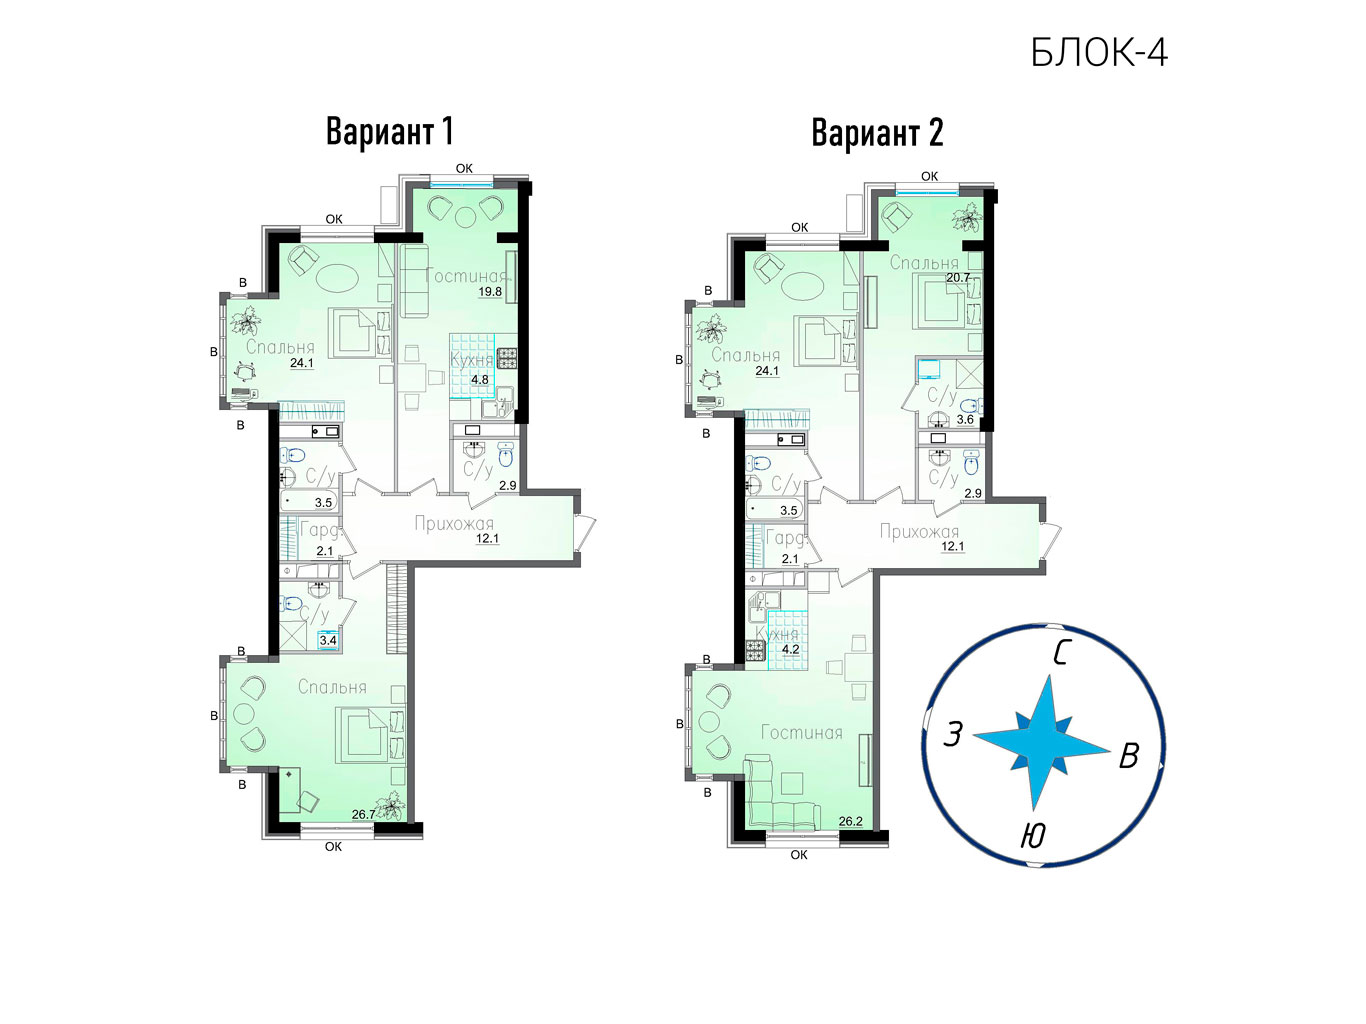 БЛОК-4
Вариант 1
ОК
ОК
В
Гостиная
19.8
В
Спальня
24.1
Кухня
4.8
В
С/у
3.5
С/у
2.9
Прихожая
12.1
Гард.
2.1
С/у
3.4
В
Спальня
В
В
26.7
ОК
Вариант 2
ОК
ОК
Спальня
20.7
В
В
Спальня
24.1
С/у
3.6
В
С/у
3.5
С/у
2.9
Прихожая
12.1
Гард.
2.1
Кухня
4.2
В
В
Гостиная
В
26.2
ОК
С
З
В
Ю